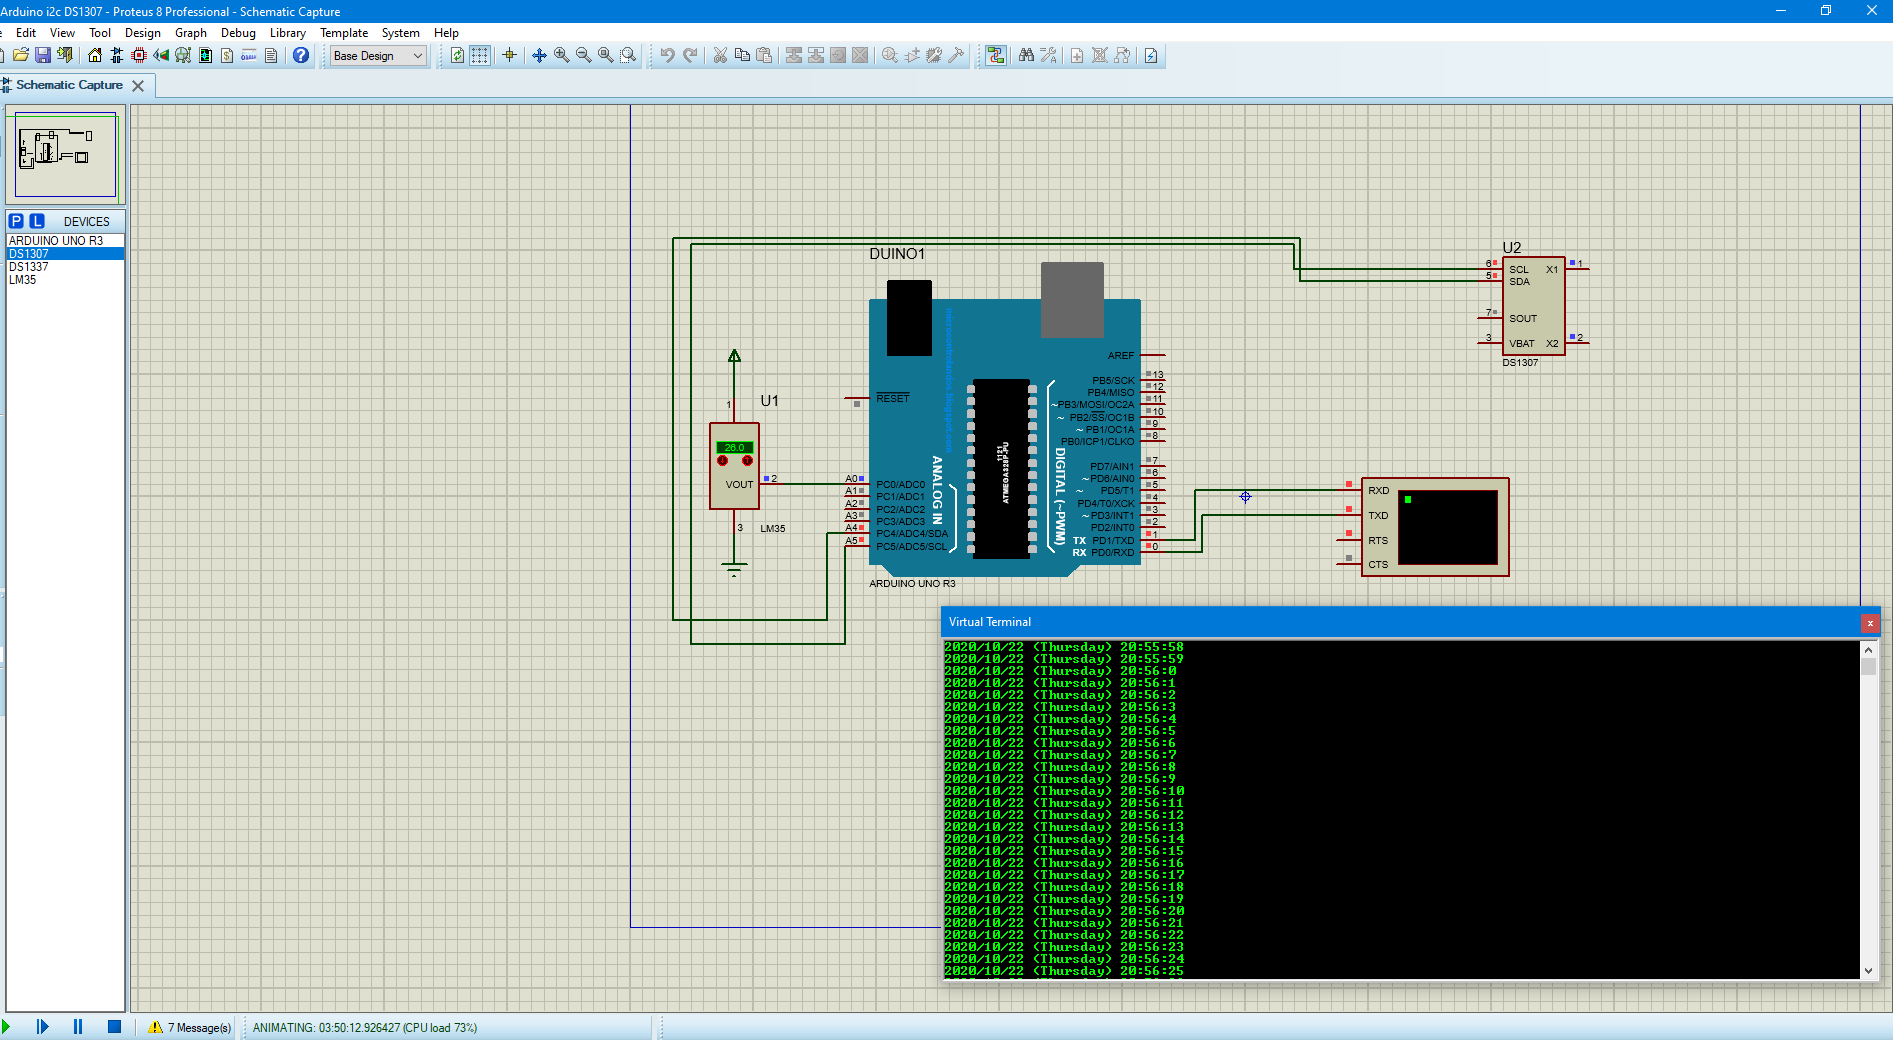 Arduino i2c DS1307 - Proteus 8 Professional - Schematic Capture
Edit View Tool Design Graph Debug Library Template System Help
Base Design
Schematic Capture
P L DEVICES
ARDUINO UNO R3
DS1307
DS1337
LM35
DUINO1
microcontrolandos.blogspot.com
RESET
ANALOG IN
A0 PC0/ADC0
A1 PC1/ADC1
A2 PC2/ADC2
A3 PC3/ADC3
A4 PC4/ADC4/SDA
A5 PC5/ADC5/SCL
1121
ATMEGA328P-PU
DIGITAL (~PWM)
AREF
PB5/SCK 13
PB4/MISO 12
~PB3/MOSI/OC2A 11
~ PB2/SS/OC1B 10
~ PB1/OC1A 9
PB0/ICP1/CLKO 8
PD7/AIN1 7
~ PD6/AIN0 6
~ PD5/T1 5
PD4/T0/XCK 4
~ PD3/INT1 3
PD2/INT0 2
TX PD1/TXD 1
RX PD0/RXD 0
ARDUINO UNO R3
U1
1
26.0
VOUT 2
3
LM35
U2
6 SCL X1 1
5 SDA
7 SOUT
3 VBAT X2 2
DS1307
RXD
TXD
RTS
CTS
Virtual Terminal
2020/10/22 (Thursday) 20:55:58
2020/10/22 (Thursday) 20:55:59
2020/10/22 (Thursday) 20:56:0
2020/10/22 (Thursday) 20:56:1
2020/10/22 (Thursday) 20:56:2
2020/10/22 (Thursday) 20:56:3
2020/10/22 (Thursday) 20:56:4
2020/10/22 (Thursday) 20:56:5
2020/10/22 (Thursday) 20:56:6
2020/10/22 (Thursday) 20:56:7
2020/10/22 (Thursday) 20:56:8
2020/10/22 (Thursday) 20:56:9
2020/10/22 (Thursday) 20:56:10
2020/10/22 (Thursday) 20:56:11
2020/10/22 (Thursday) 20:56:12
2020/10/22 (Thursday) 20:56:13
2020/10/22 (Thursday) 20:56:14
2020/10/22 (Thursday) 20:56:15
2020/10/22 (Thursday) 20:56:16
2020/10/22 (Thursday) 20:56:17
2020/10/22 (Thursday) 20:56:18
2020/10/22 (Thursday) 20:56:19
2020/10/22 (Thursday) 20:56:20
2020/10/22 (Thursday) 20:56:21
2020/10/22 (Thursday) 20:56:22
2020/10/22 (Thursday) 20:56:23
2020/10/22 (Thursday) 20:56:24
2020/10/22 (Thursday) 20:56:25
7 Message(s)
ANIMATING: 03:50:12.926427 (CPU load 73%)